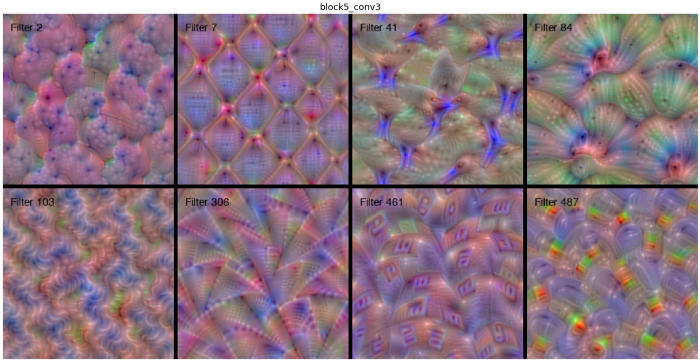 block5_conv3
Filter 2
Filter 7
Filter 41
Filter 84
Filter 103
Filter 306
Filter 461
Filter 487